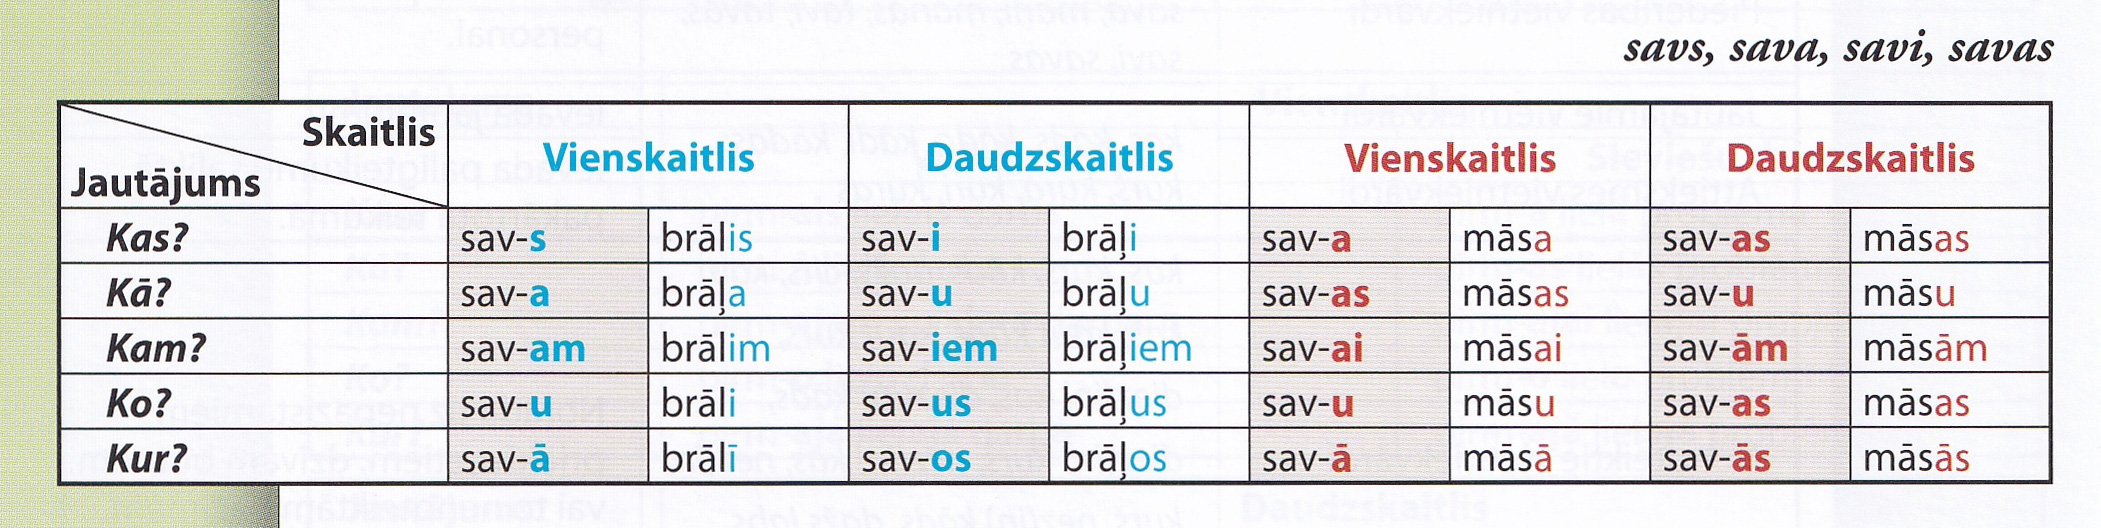 savs, sava, savi, savas
Skaitlis
Jautājums
Vienskaitlis Daudzskaitlis Vienskaitlis Daudzskaitlis
Kas? sav-s brālis sav-i brāļi sav-a māsa sav-as māsas
Kā? sav-a brāļa sav-u brāļu sav-as māsas sav-u māsu
Kam? sav-am brālim sav-iem brāļiem sav-ai māsai sav-ām māsām
Ko? sav-u brāli sav-us brāļus sav-u māsu sav-as māsas
Kur? sav-ā brālī sav-os brāļos sav-ā māsā sav-ās māsās